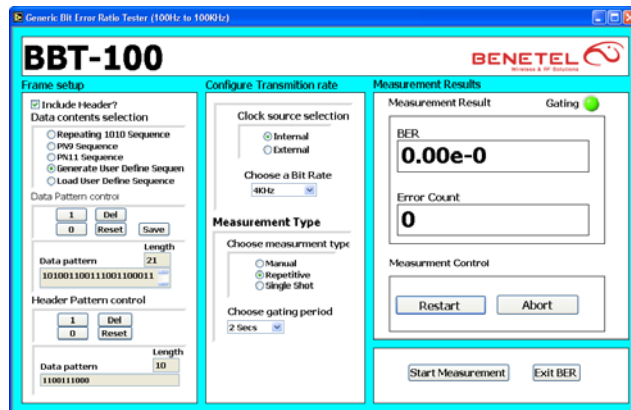 Generic Bit Error Ratio Tester (100Hz to 100KHz)
BBT-100
BENETEL
Wireless & RF Solutions
Frame setup
Include Header?
Data contents selection
Repeating 1010 Sequence
PN9 Sequence
PN11 Sequence
Generate User Define Sequen
Load User Define Sequence
Data Pattern control
1 Del
0 Reset Save
Length
Data pattern 21
101001100111001100011
Header Pattern control
1 Del
0 Reset
Length
Data pattern 10
1100111000
Configure Transmition rate
Clock source selection
Internal
External
Choose a Bit Rate
4KHz
Measurement Type
Choose measurment type
Manual
Repetitive
Single Shot
Choose gating period
2 Secs
Measurement Results
Measurement Result Gating
BER
0.00e-0
Error Count
0
Measurment Control
Restart Abort
Start Measurement Exit BER